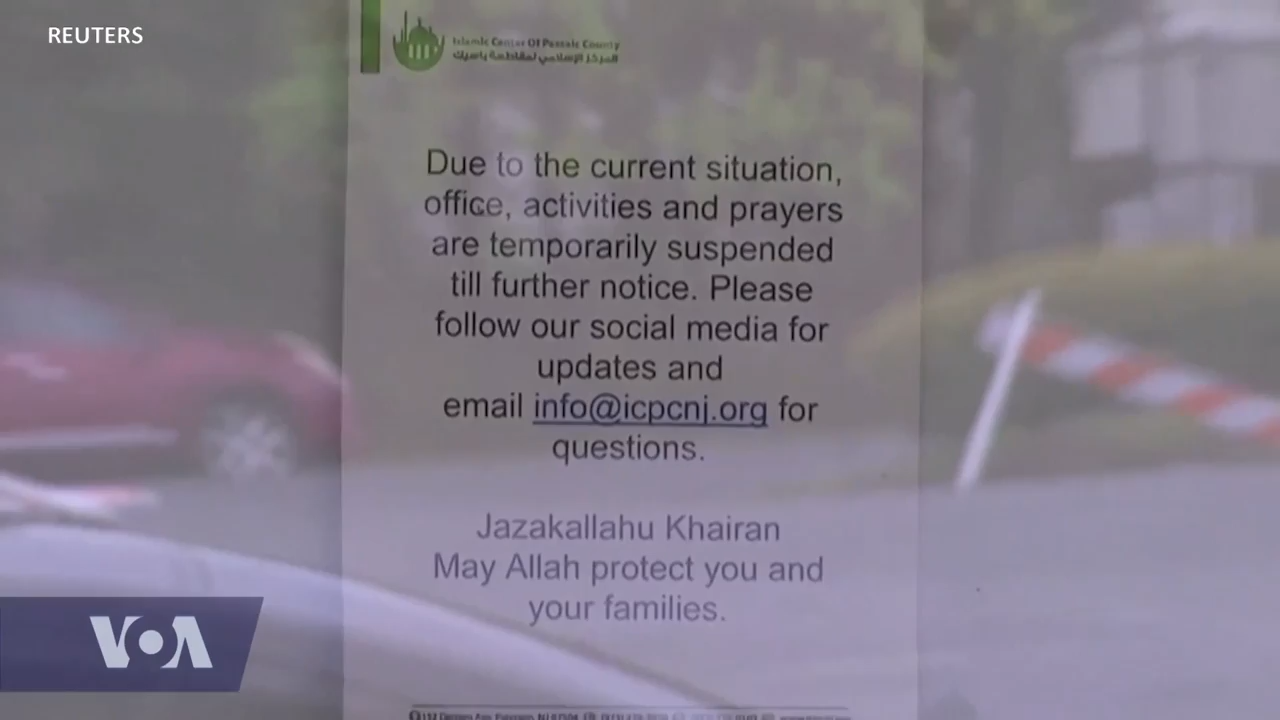 REUTERS
Islamic Center Of Passaic County
المركز الإسلامي لمقاطعة باسيك
Due to the current situation,
office, activities and prayers
are temporarily suspended
till further notice. Please
follow our social media for
updates and
email info@icpcnj.org for
questions.
Jazakallahu Khairan
May Allah protect you and
your families.
VOA